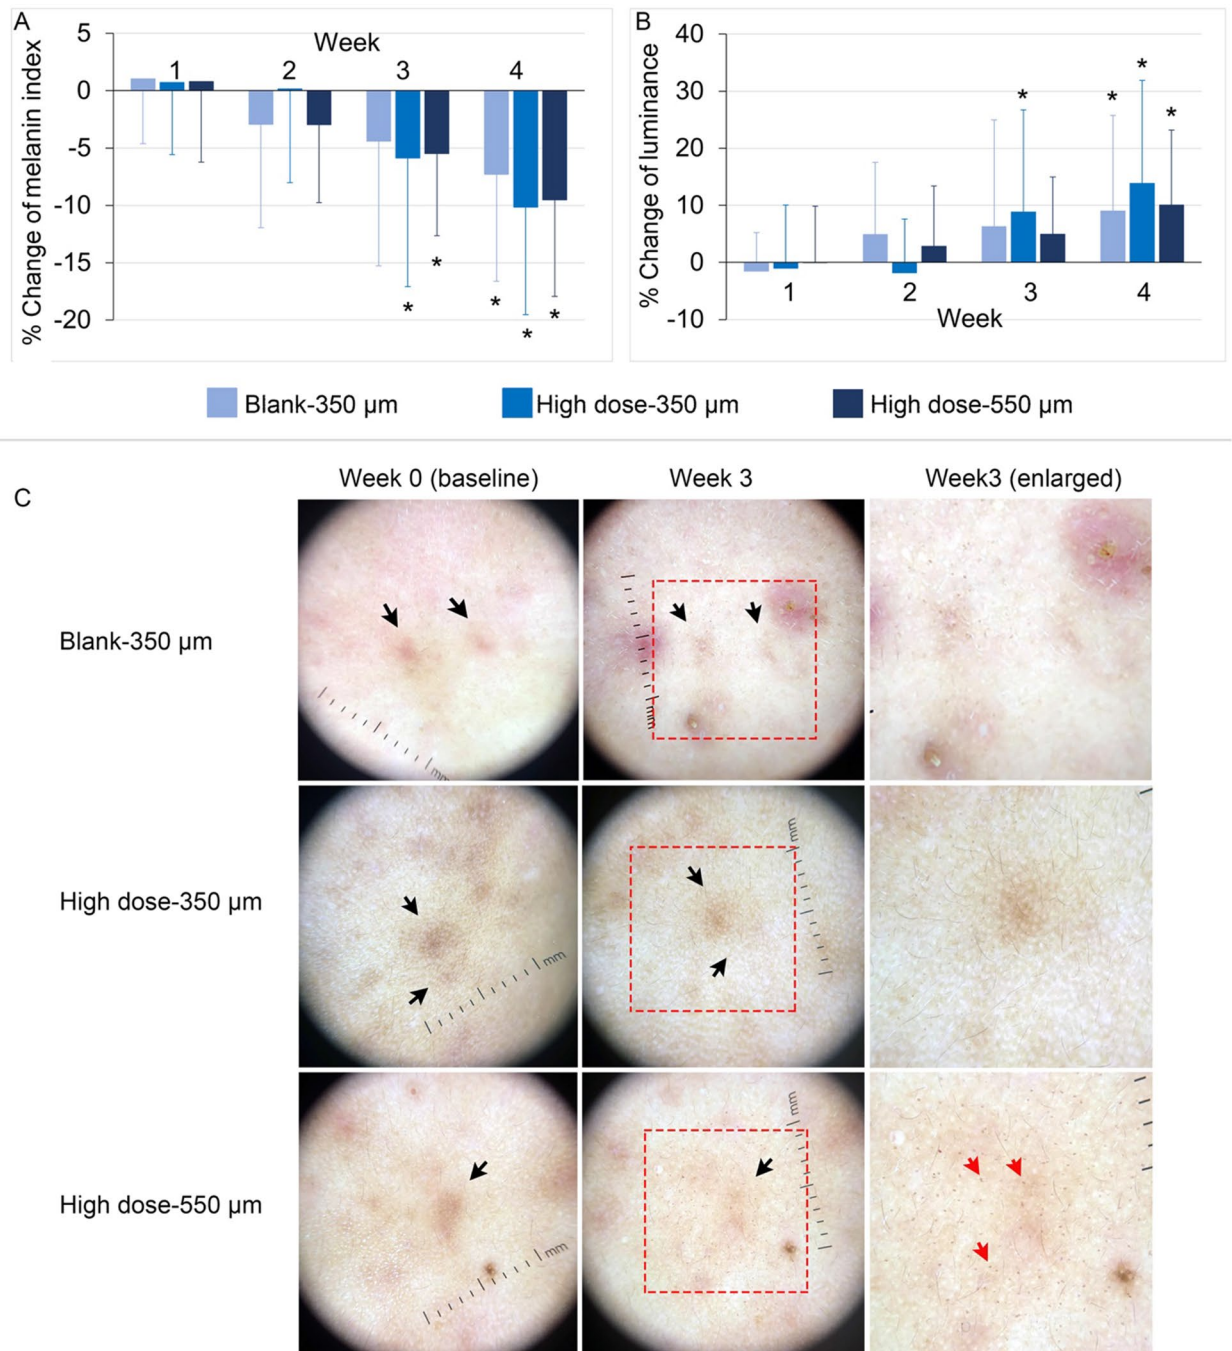 A
% Change of melanin index
5
0
-5
-10
-15
-20
Week
1 2 3 4
* * * * *
B
% Change of luminance
40
30
20
10
0
-10
* * * *
1 2 3 4
Week
Blank-350 µm High dose-350 µm High dose-550 µm
C
Week 0 (baseline) Week 3 Week3 (enlarged)
Blank-350 µm
mm
mm
High dose-350 µm
mm
mm
High dose-550 µm
mm
mm